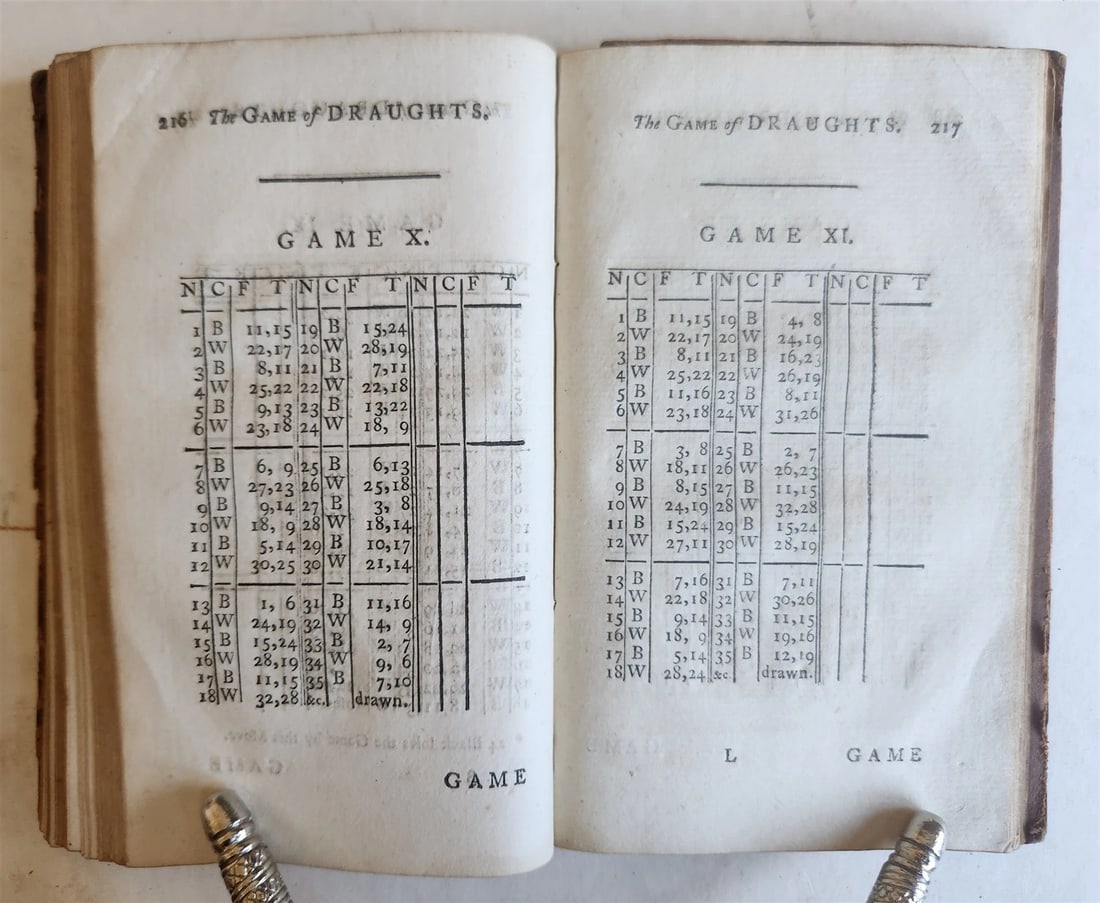 216 The GAME of DRAUGHTS.
GAME X.
N C F T N C F T N C F T
1 B 11,15 19 B 15,24
2 W 22,17 20 W 28,19
3 B 8,11 21 B 7,11
4 W 25,22 22 W 22,18
5 B 9,13 23 B 13,22
6 W 23,18 24 W 18, 9
7 B 6, 9 25 B 6,13
8 W 27,23 26 W 25,18
9 B 9,14 27 B 3, 8
10 W 18, 9 28 W 18,14
11 B 5,14 29 B 10,17
12 W 30,25 30 W 21,14
13 B 1, 6 31 B 11,16
14 W 24,19 32 W 14, 9
15 B 15,24 33 B 2, 7
16 W 28,19 34 W 9, 6
17 B 11,15 35 B 7,10
18 W 32,28 &c. drawn.
GAME
The GAME of DRAUGHTS. 217
GAME XI.
N C F T N C F T N C F T
1 B 11,15 19 B 4, 8
2 W 22,17 20 W 24,19
3 B 8,11 21 B 16,23
4 W 25,22 22 W 26,19
5 B 11,16 23 B 8,11
6 W 23,18 24 W 31,26
7 B 3, 8 25 B 2, 7
8 W 18,11 26 W 26,23
9 B 8,15 27 B 11,15
10 W 24,19 28 W 32,28
11 B 15,24 29 B 15,24
12 W 27,11 30 W 28,19
13 B 7,16 31 B 7,11
14 W 22,18 32 W 30,26
15 B 9,14 33 B 11,15
16 W 18, 9 34 W 19,16
17 B 5,14 35 B 12,19
18 W 28,24 &c. drawn.
L GAME